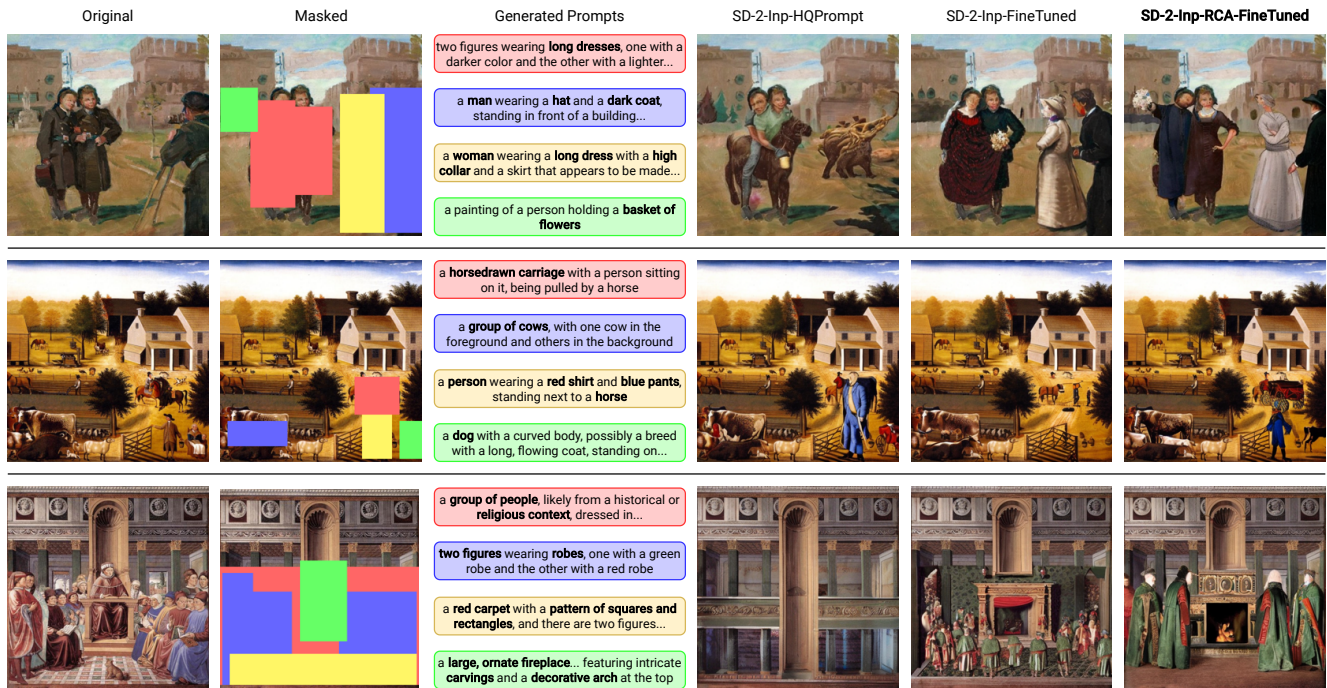 Original
Masked
Generated Prompts
SD-2-Inp-HQPrompt
SD-2-Inp-FineTuned
SD-2-Inp-RCA-FineTuned
two figures wearing long dresses, one with a
darker color and the other with a lighter...
a man wearing a hat and a dark coat,
standing in front of a building...
a woman wearing a long dress with a high
collar and a skirt that appears to be made...
a painting of a person holding a basket of
flowers
a horsedrawn carriage with a person sitting
on it, being pulled by a horse
a group of cows, with one cow in the
foreground and others in the background
a person wearing a red shirt and blue pants,
standing next to a horse
a dog with a curved body, possibly a breed
with a long, flowing coat, standing on...
a group of people, likely from a historical or
religious context, dressed in...
two figures wearing robes, one with a green
robe and the other with a red robe
a red carpet with a pattern of squares and
rectangles, and there are two figures...
a large, ornate fireplace... featuring intricate
carvings and a decorative arch at the top